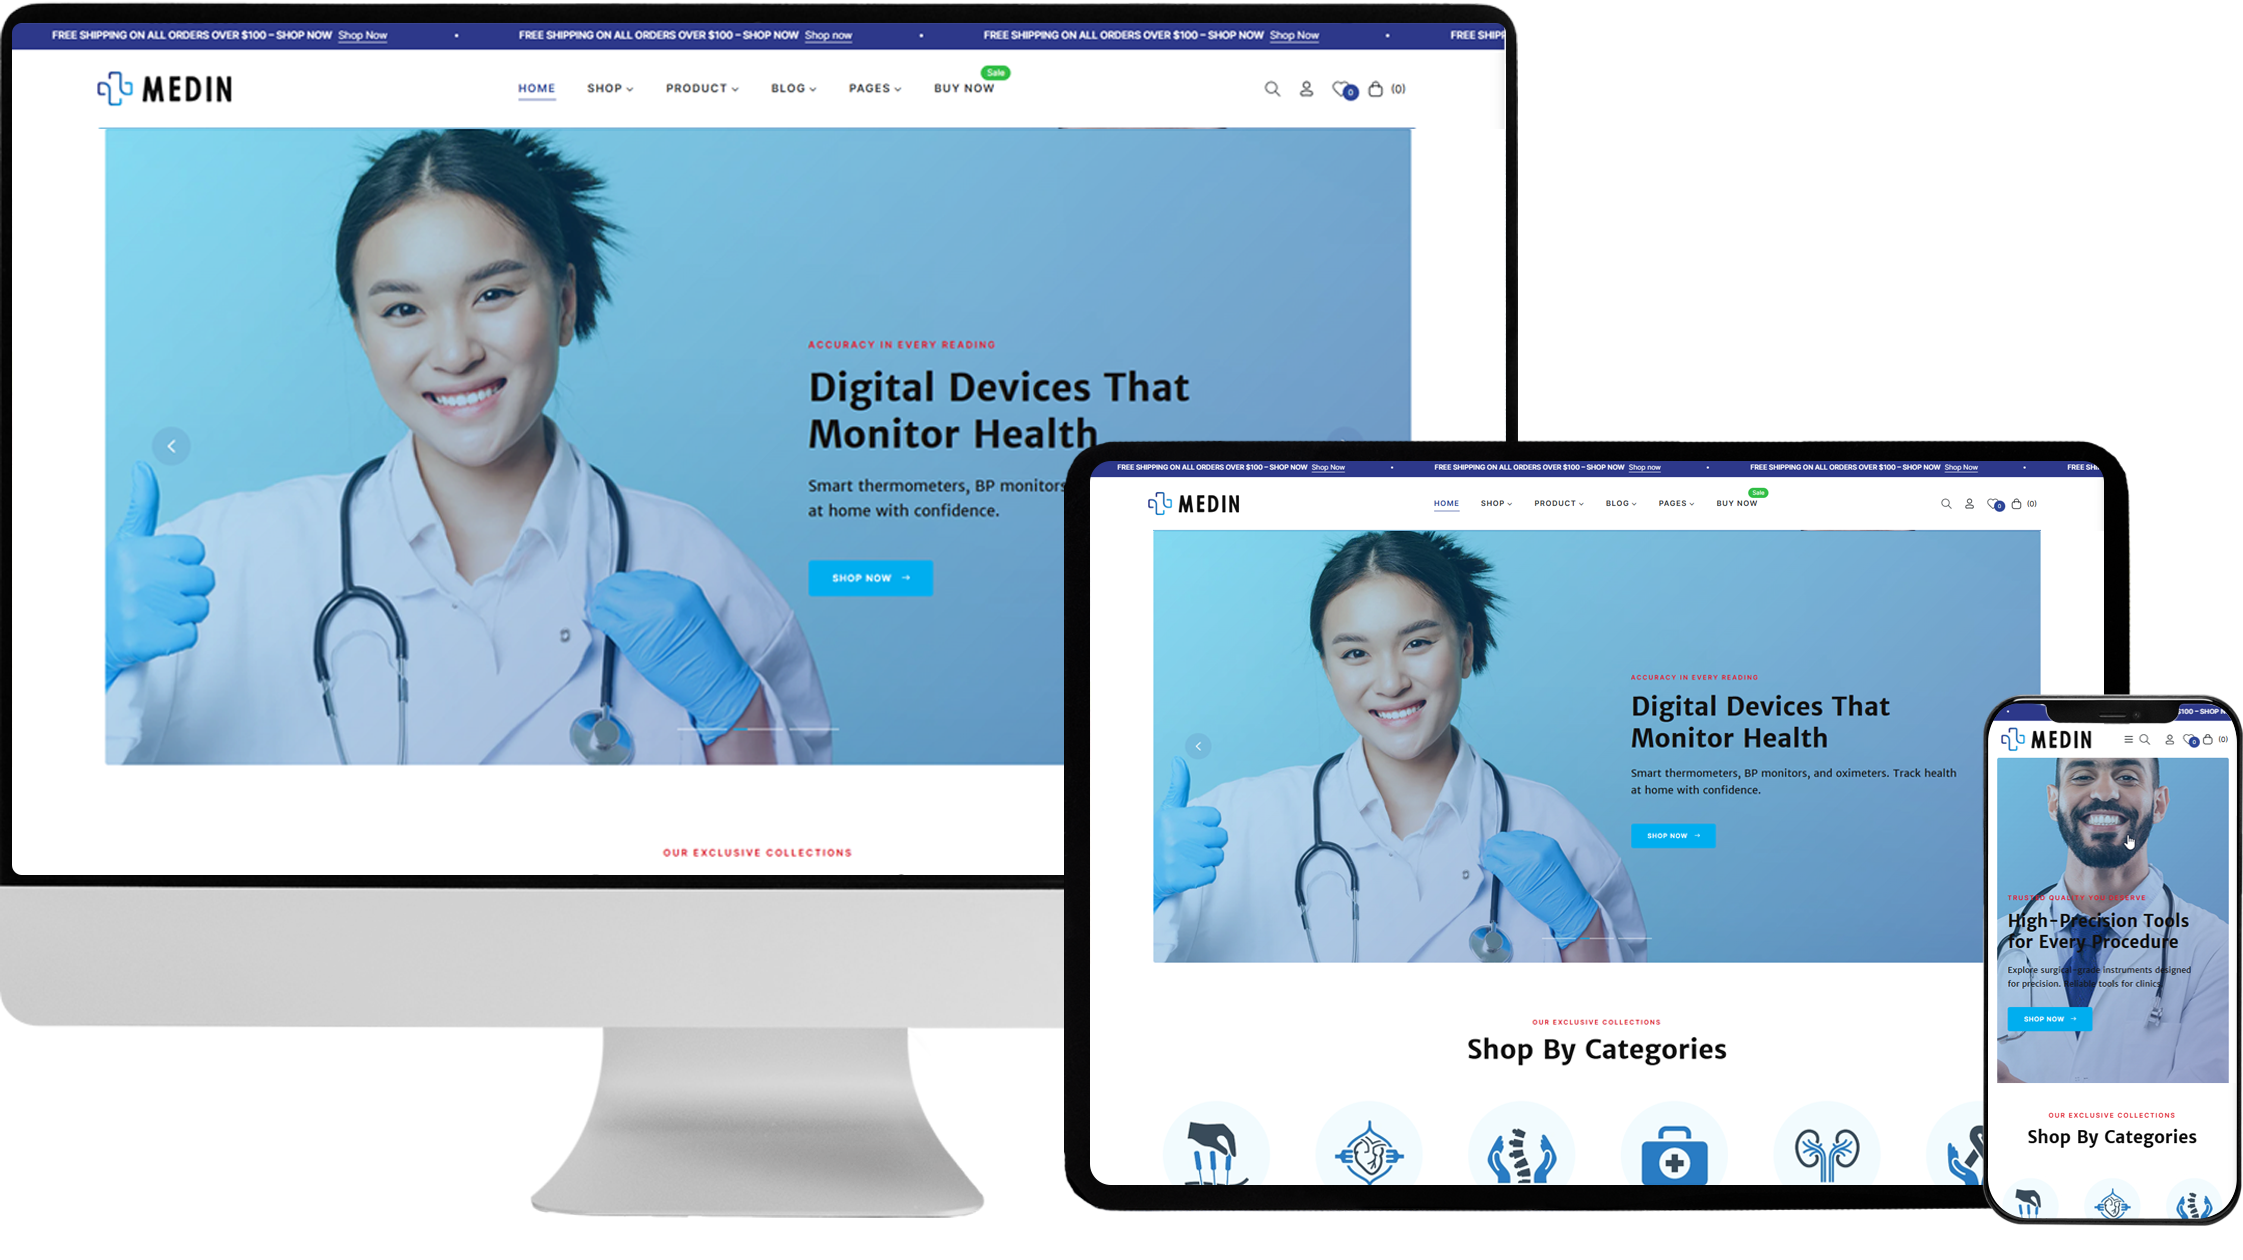 FREE SHIPPING ON ALL ORDERS OVER $100 – SHOP NOW Shop Now • FREE SHIPPING ON ALL ORDERS OVER $100 – SHOP NOW Shop now • FREE SHIPPING ON ALL ORDERS OVER $100 – SHOP NOW Shop Now • FREE
MEDIN
HOME SHOP PRODUCT BLOG PAGES BUY NOW Sale
0 (0)
ACCURACY IN EVERY READING
Digital Devices That
Monitor Health
Smart thermometers, BP monitors
at home with confidence.
SHOP NOW →
OUR EXCLUSIVE COLLECTIONS
FREE SHIPPING ON ALL ORDERS OVER $100 – SHOP NOW Shop Now • FREE SHIPPING ON ALL ORDERS OVER $100 – SHOP NOW Shop now • FREE SHIPPING ON ALL ORDERS OVER $100 – SHOP NOW Shop Now • FREE
MEDIN
HOME SHOP PRODUCT BLOG PAGES BUY NOW Sale
0 (0)
ACCURACY IN EVERY READING
Digital Devices That
Monitor Health
Smart thermometers, BP monitors, and oximeters. Track health
at home with confidence.
SHOP NOW →
OUR EXCLUSIVE COLLECTIONS
Shop By Categories
$100 – SHOP
MEDIN
0 (0)
TRUSTED QUALITY YOU DESERVE
High-Precision Tools
for Every Procedure
Explore surgical-grade instruments designed
for precision. Reliable tools for clinics.
SHOP NOW →
OUR EXCLUSIVE COLLECTIONS
Shop By Categories